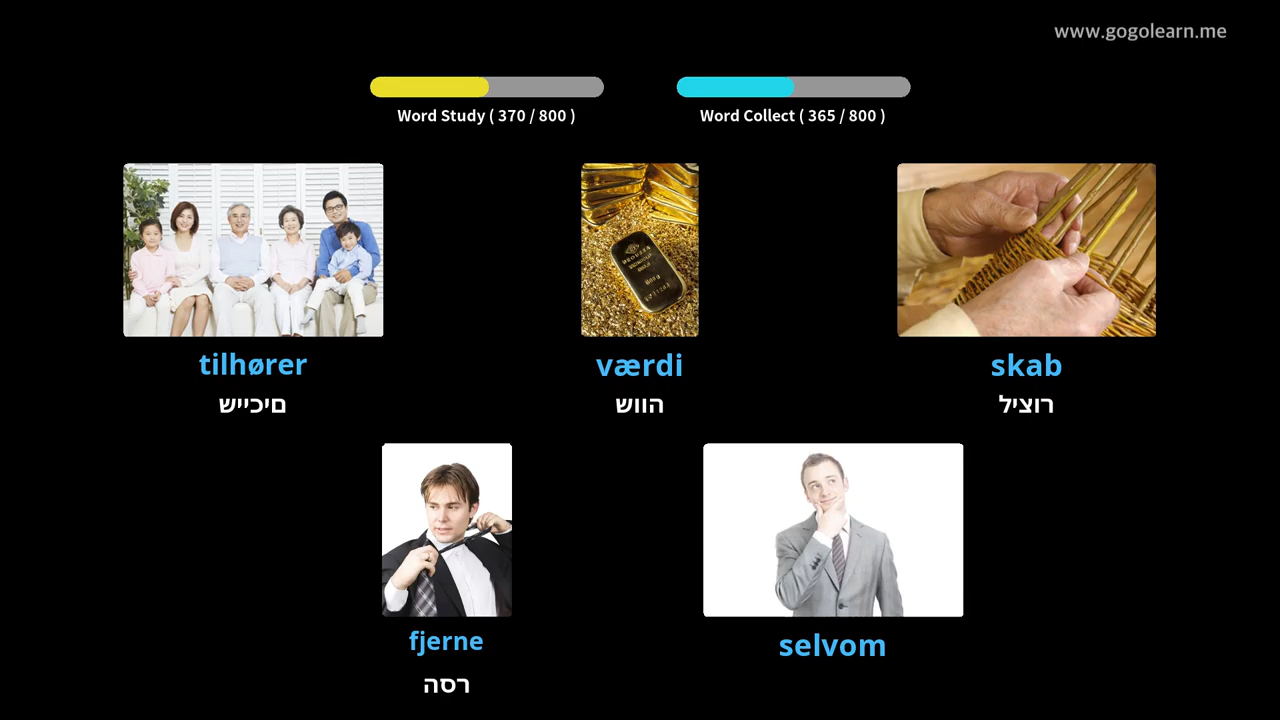 www.gogolearn.me
Word Study ( 370 / 800 )
Word Collect ( 365 / 800 )
tilhører
værdi
skab
םיכייש
הווש
רוציל
fjerne
selvom
רסה